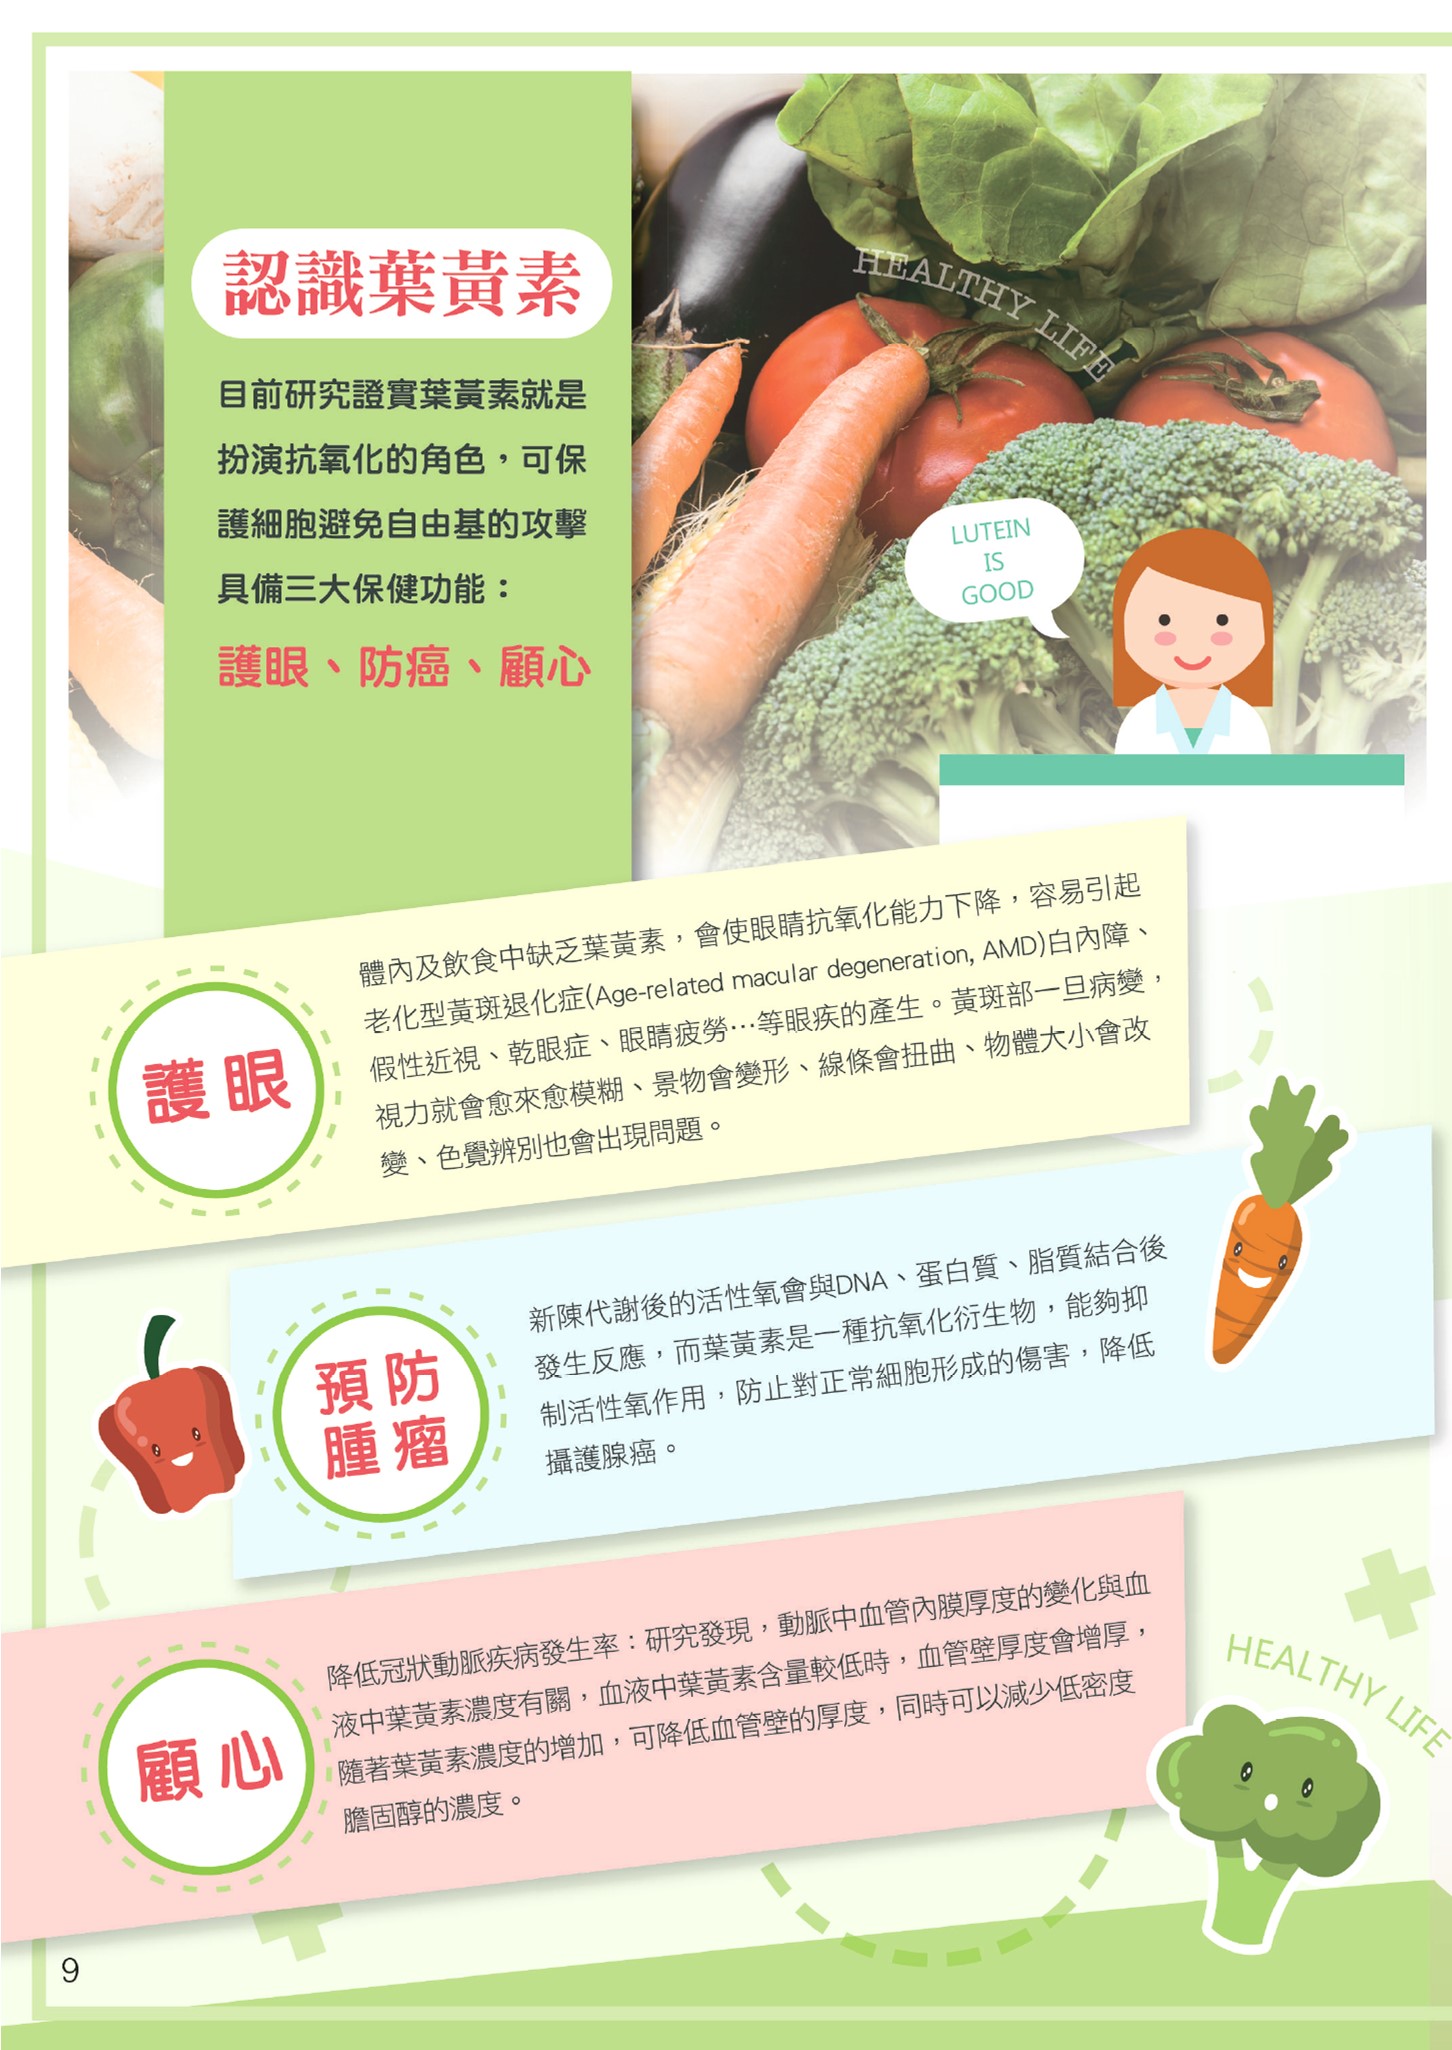 認識葉黃素
目前研究證實葉黃素就是
扮演抗氧化的角色，可保
護細胞避免自由基的攻擊
具備三大保健功能：
護眼、防癌、顧心
HEALTHY LIFE
LUTEIN
IS
GOOD
護眼
體內及飲食中缺乏葉黃素，會使眼睛抗氧化能力下降，容易引起
老化型黃斑退化症(Age-related macular degeneration, AMD)白內障、
假性近視、乾眼症、眼睛疲勞…等眼疾的產生。黃斑部一旦病變，
視力就會愈來愈模糊、景物會變形、線條會扭曲、物體大小會改
變、色覺辨別也會出現問題。
預防
腫瘤
新陳代謝後的活性氧會與DNA、蛋白質、脂質結合後
發生反應，而葉黃素是一種抗氧化衍生物，能夠抑
制活性氧作用，防止對正常細胞形成的傷害，降低
攝護腺癌。
顧心
降低冠狀動脈疾病發生率：研究發現，動脈中血管內膜厚度的變化與血
液中葉黃素濃度有關，血液中葉黃素含量較低時，血管壁厚度會增厚，
隨著葉黃素濃度的增加，可降低血管壁的厚度，同時可以減少低密度
膽固醇的濃度。
HEALTHY LIFE
9